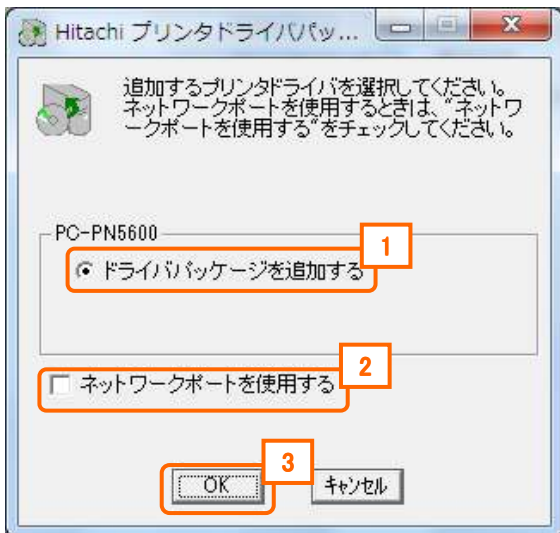 Hitachi プリンタドライバパッ...
追加するプリンタドライバを選択してください。
ネットワークポートを使用するときは、“ネットワ
ークポートを使用する”をチェックしてください。
PC-PN5600
1
ドライバパッケージを追加する
2
ネットワークポートを使用する
3
OK
キャンセル